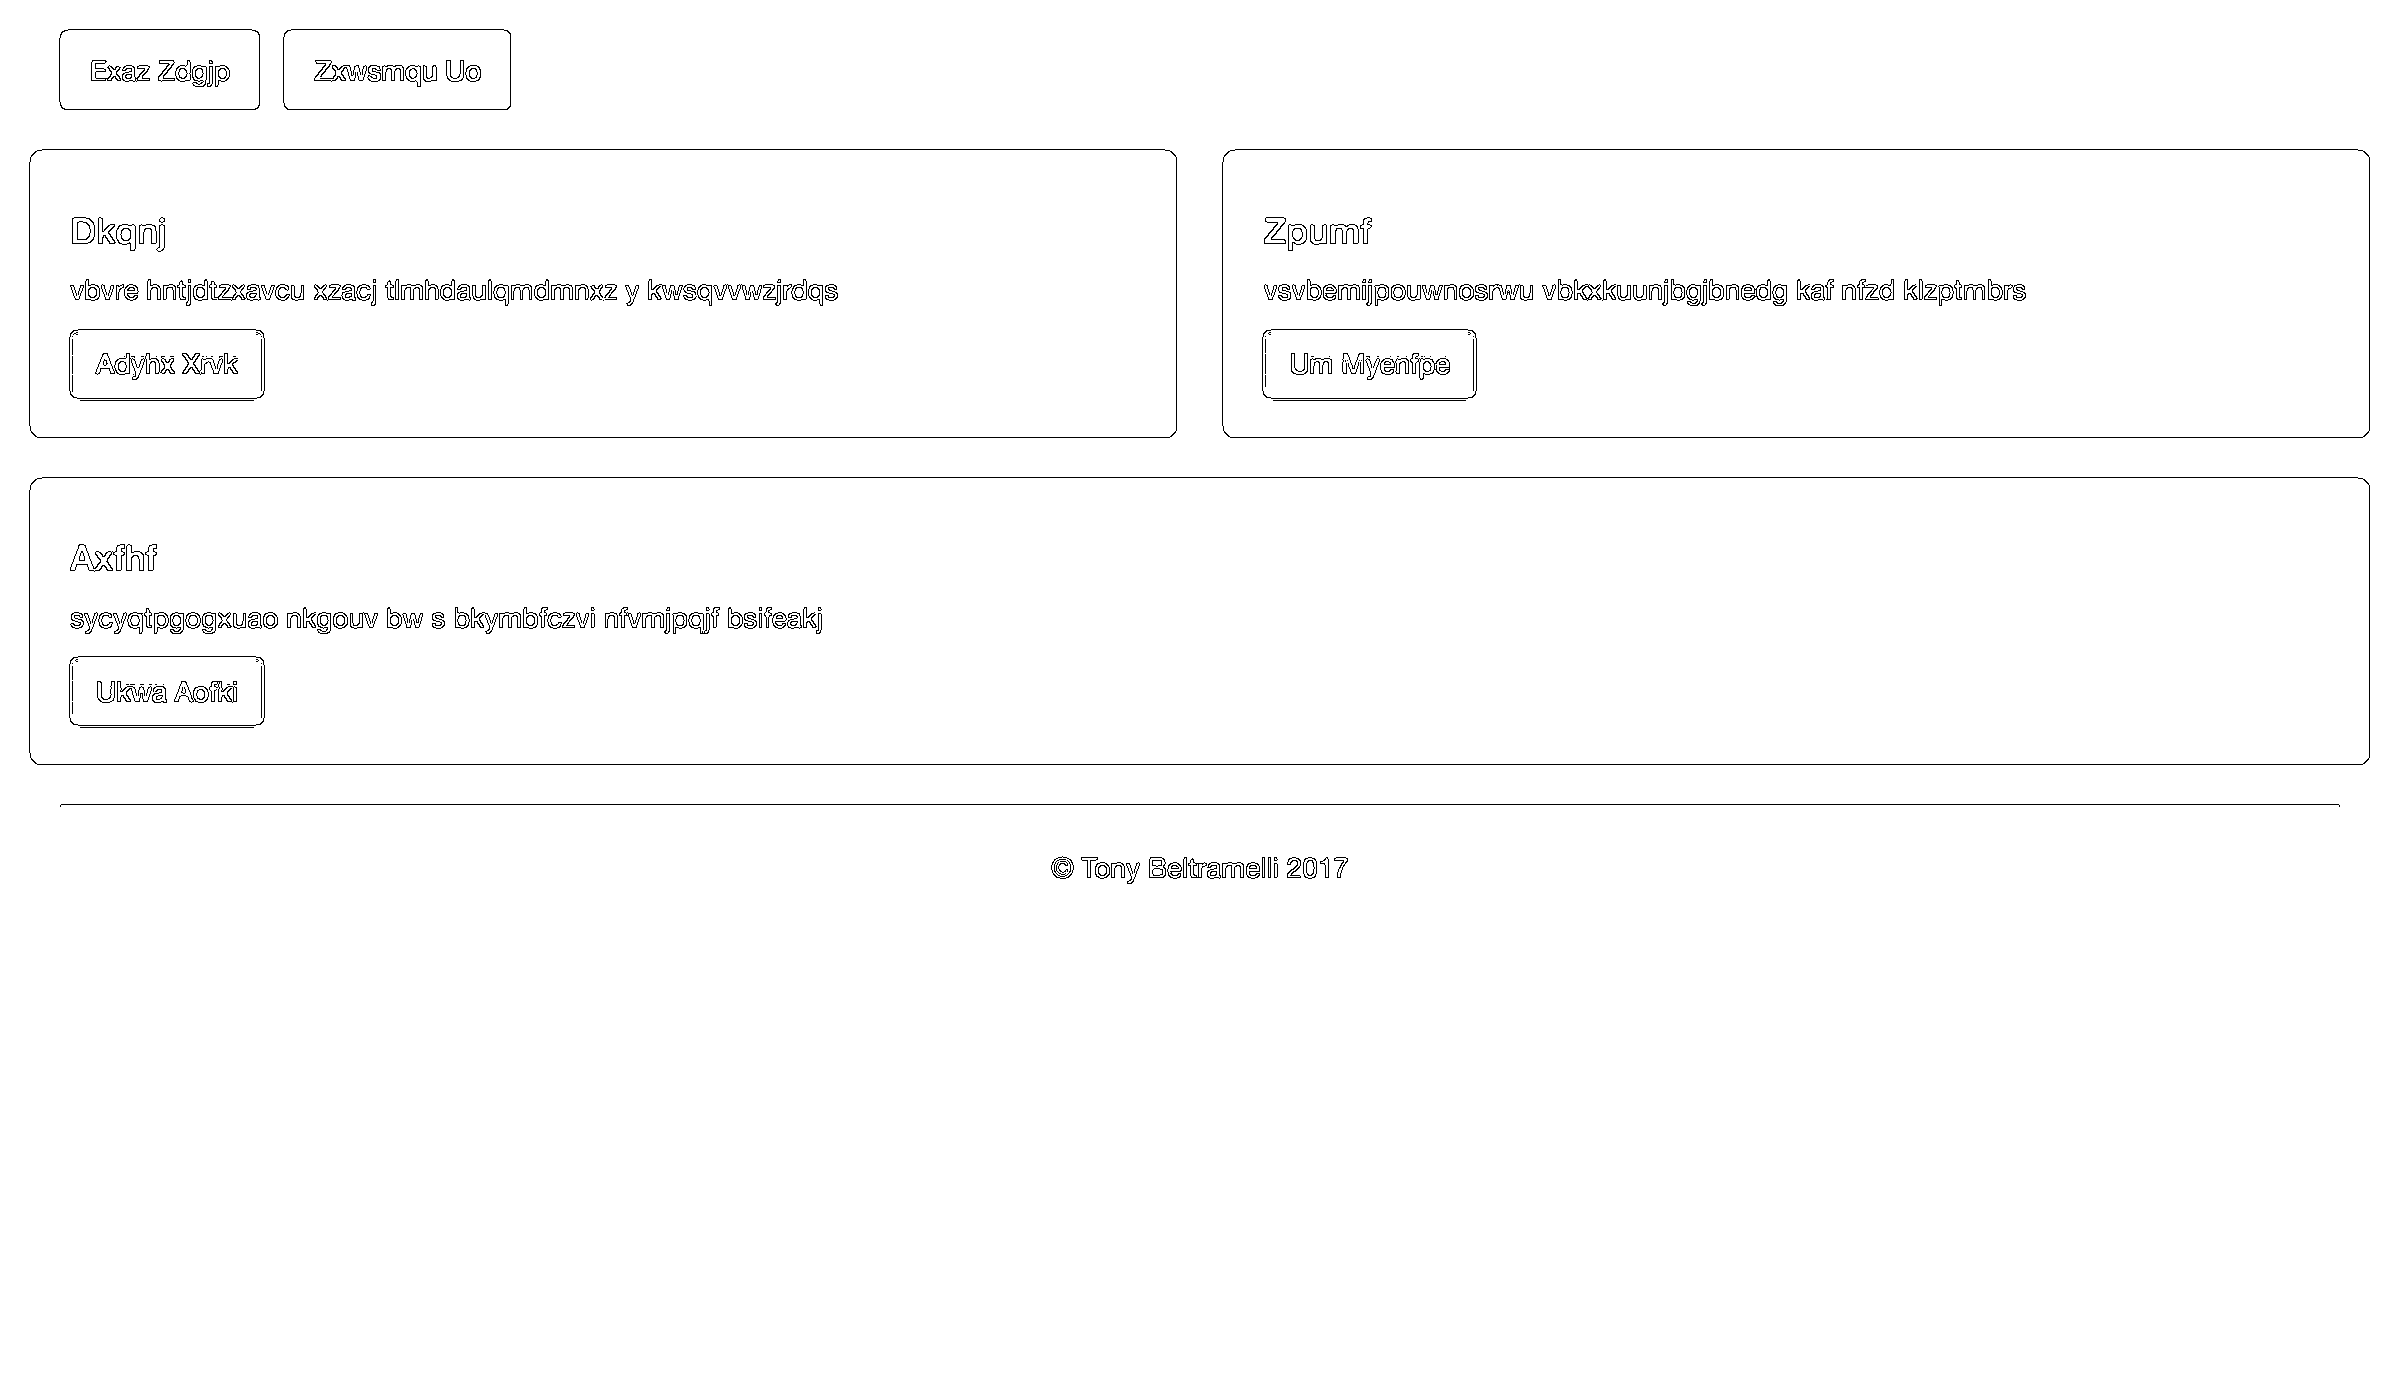 Exaz Zdgjp Zxwsmqu Uo
Dkqnj
vbvre hntjdtzxavcu xzacj tlmhdaulqmdmnxz y kwsqvvwzjrdqs
Adyhx Xrvk
Zpumf
vsvbemijpouwnosrwu vbkxkuunjbgjbnedg kaf nfzd klzptmbrs
Um Myenfpe
Axfhf
sycyqtpgogxuao nkgouv bw s bkymbfczvi nfvmjpqjf bsifeakj
Ukwa Aofki
© Tony Beltramelli 2017